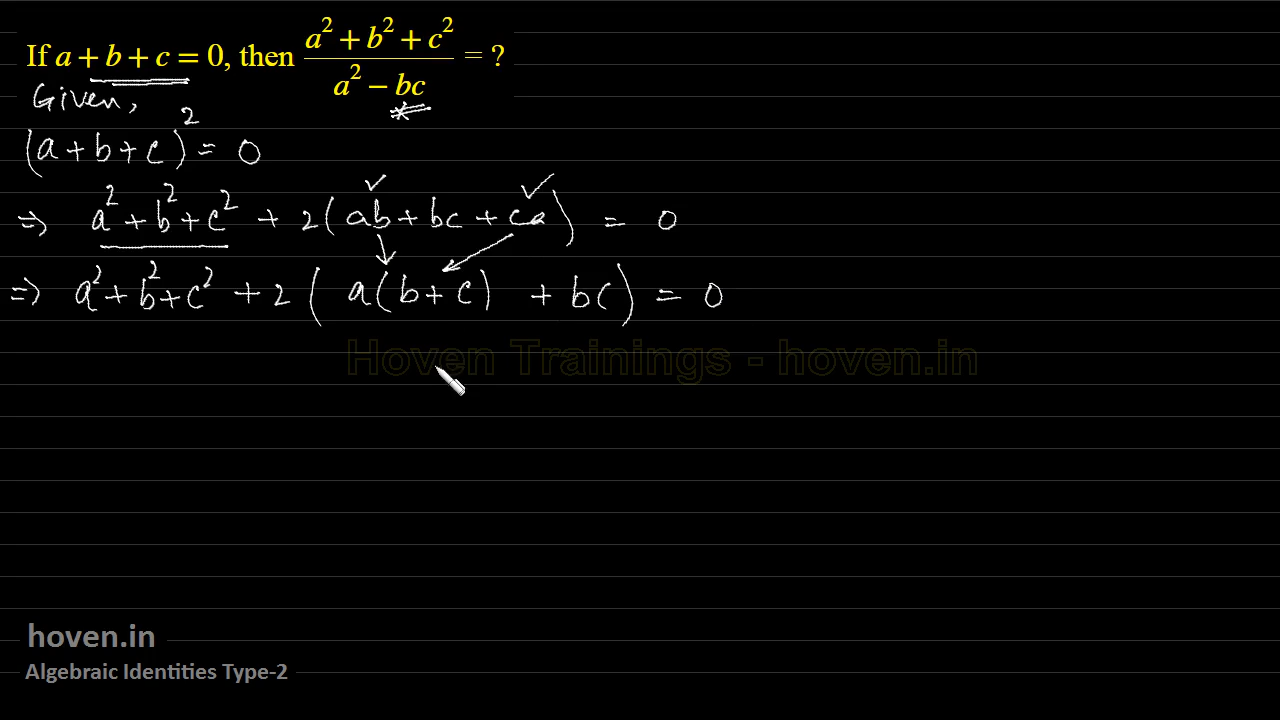 If a + b + c = 0, then (a² + b² + c²)/(a² − bc) = ?
Given,
(a + b + c)² = 0
⇒ a² + b² + c² + 2(ab + bc + ca) = 0
⇒ a² + b² + c² + 2(a(b + c) + bc) = 0
Hoven Trainings - hoven.in
hoven.in
Algebraic Identities Type-2